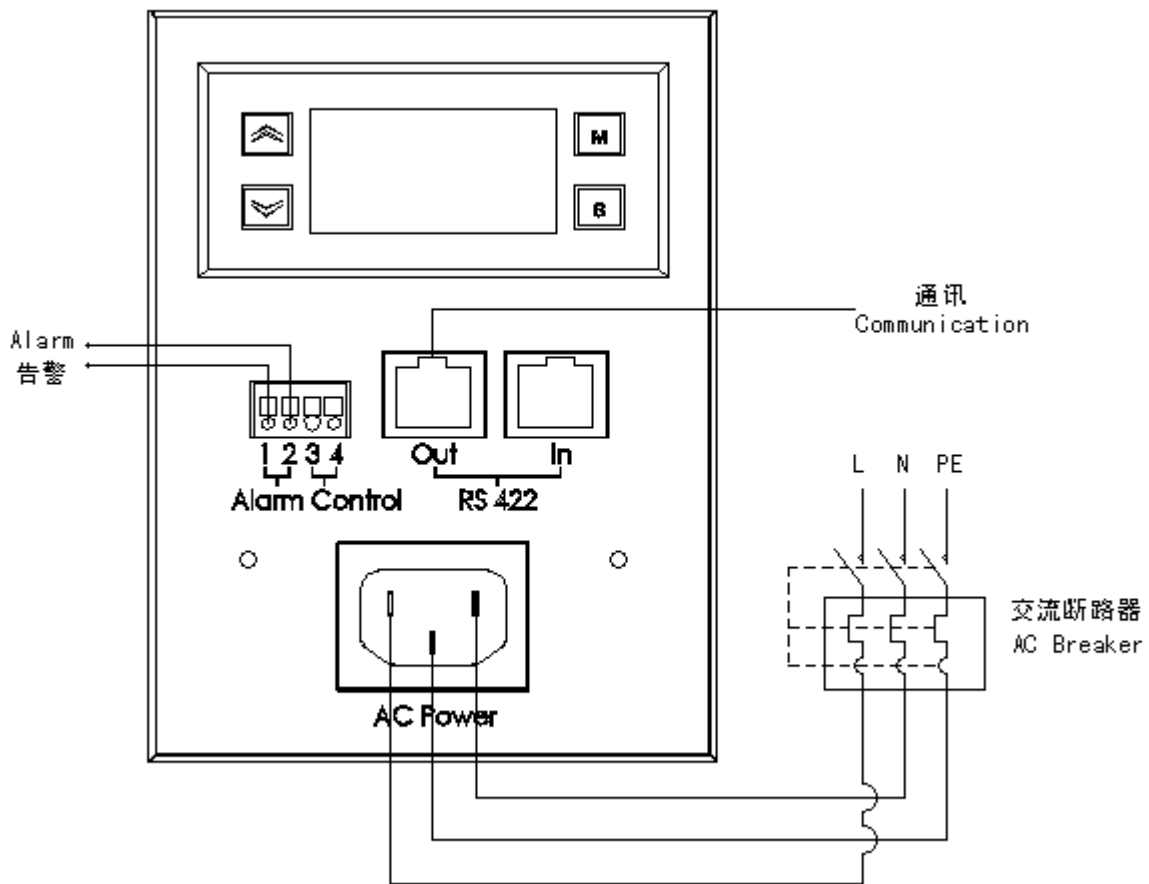 M
S
通讯
Communication
Alarm
告警
1 2 3 4
Out In
Alarm Control RS 422
L N PE
交流断路器
AC Breaker
AC Power